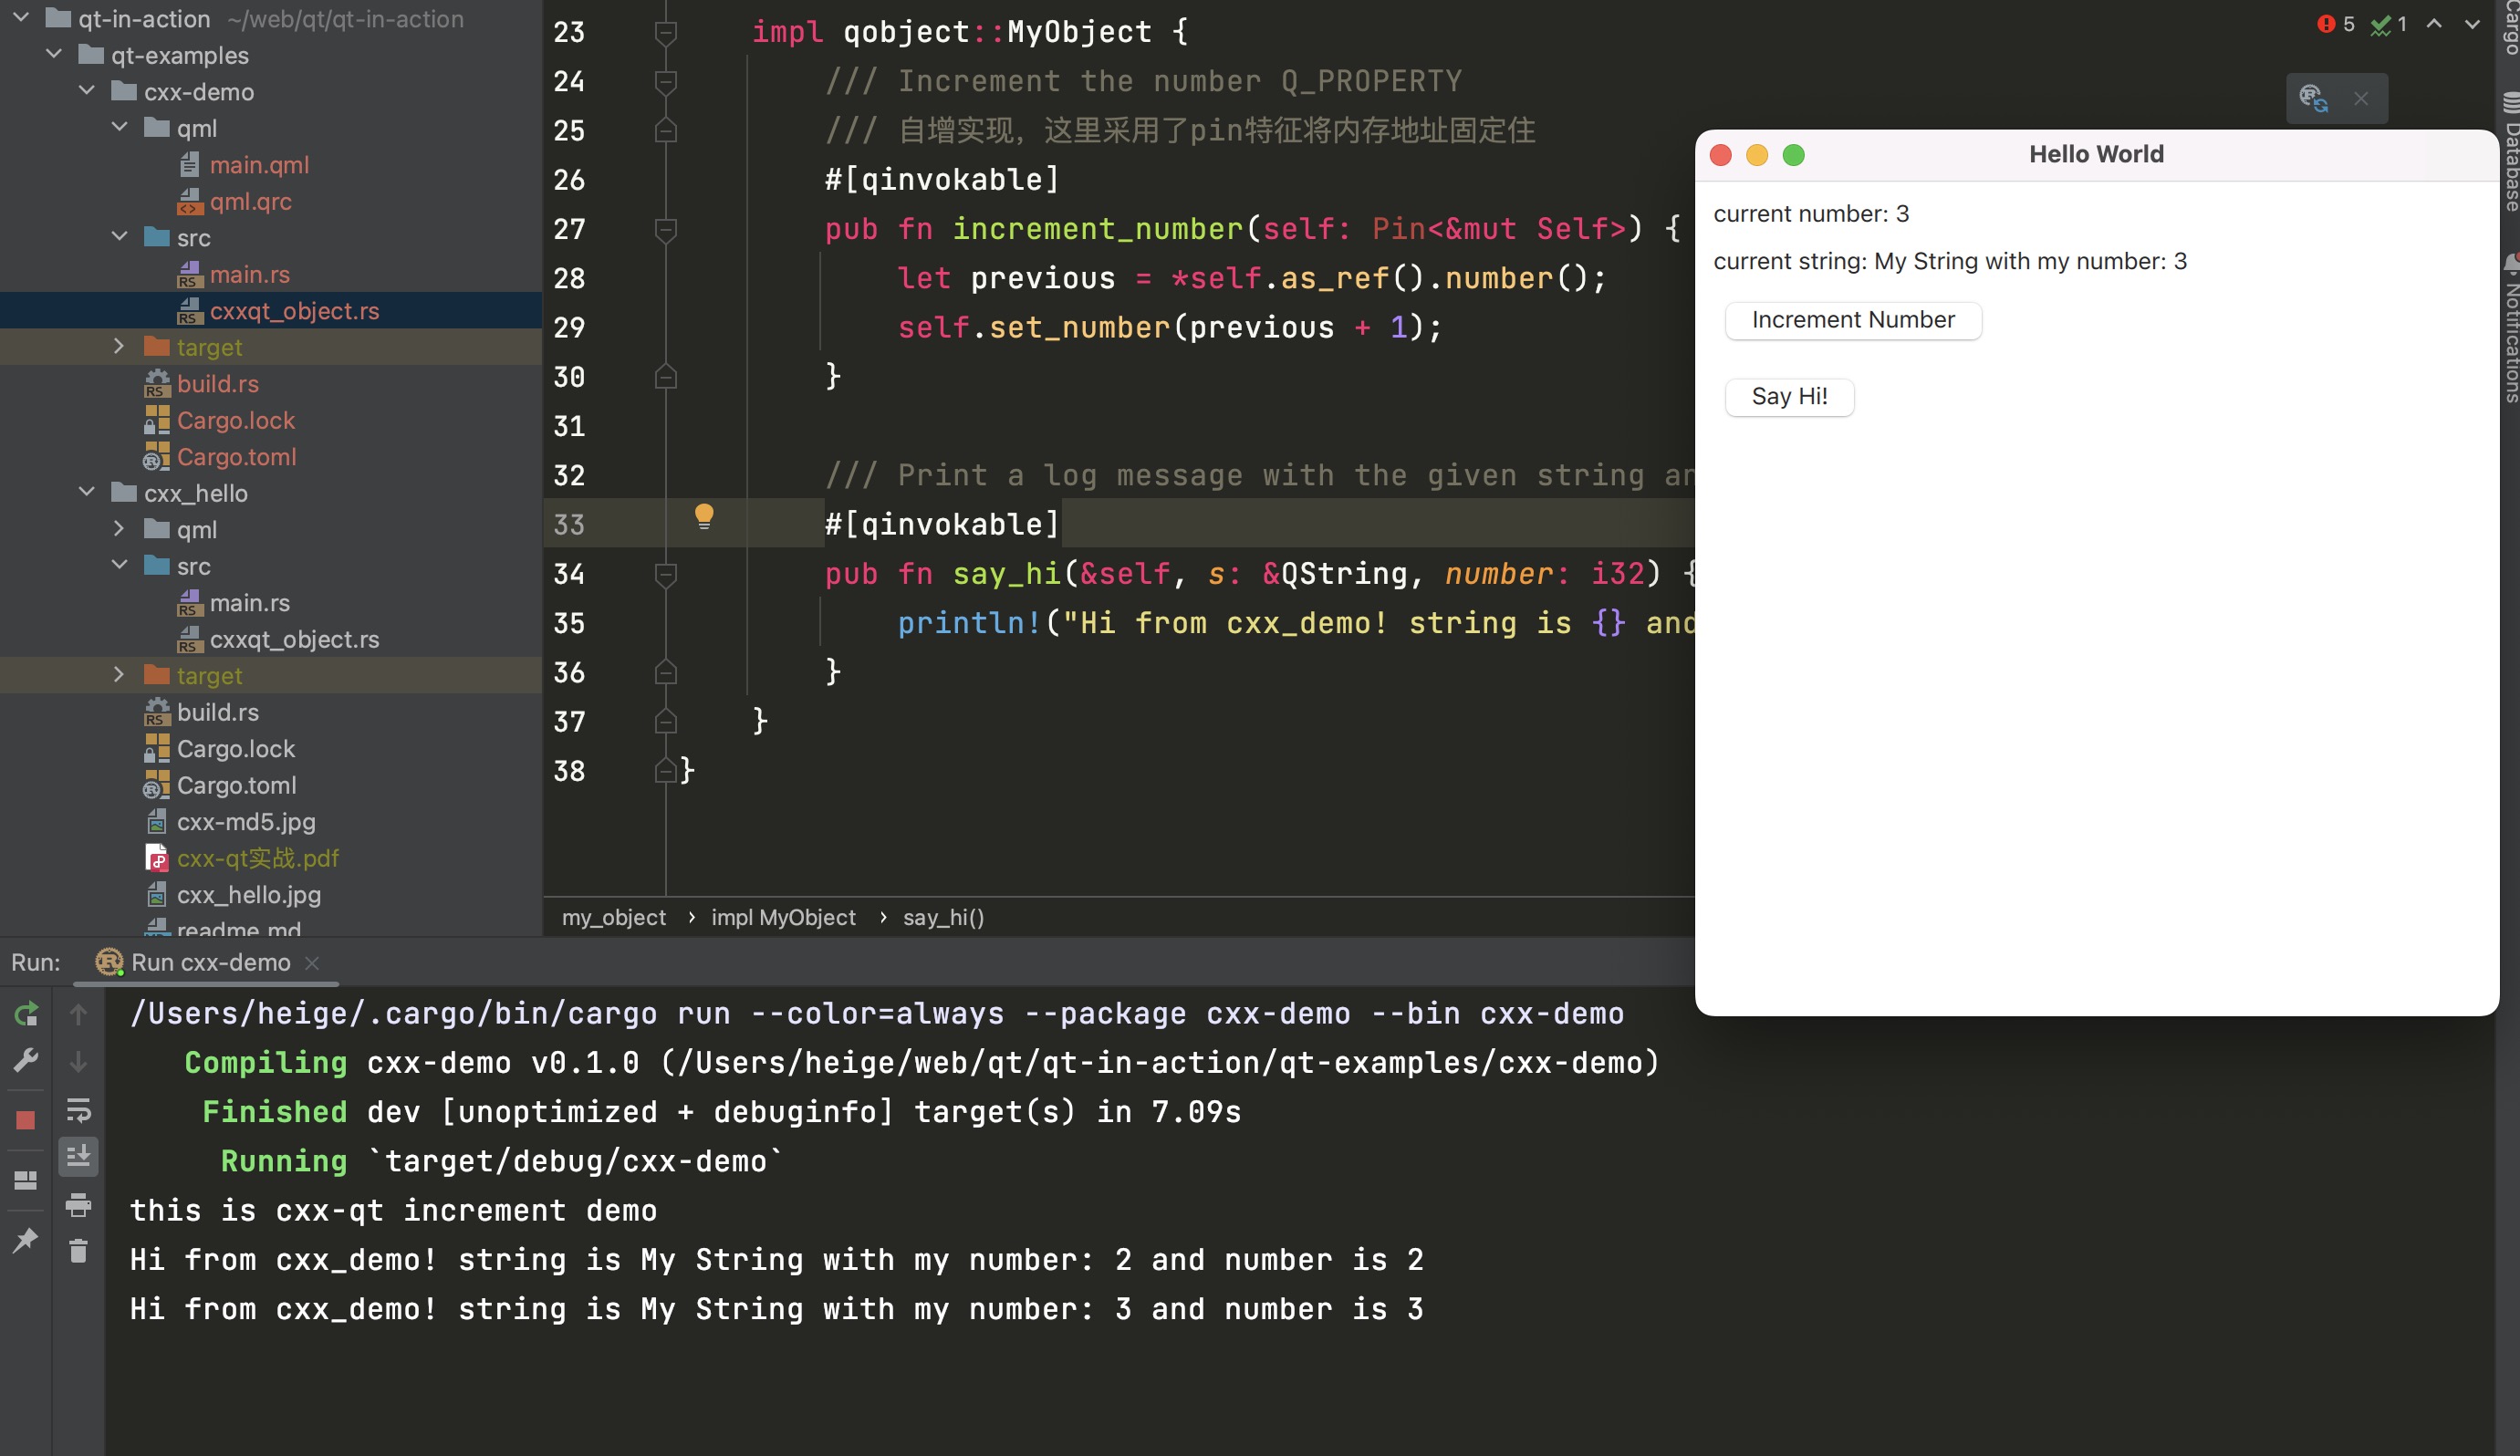 qt-in-action ~/web/qt/qt-in-action
qt-examples
cxx-demo
qml
main.qml
qml.qrc
src
main.rs
cxxqt_object.rs
target
build.rs
Cargo.lock
Cargo.toml
cxx_hello
qml
src
main.rs
cxxqt_object.rs
target
build.rs
Cargo.lock
Cargo.toml
cxx-md5.jpg
cxx-qt实战.pdf
cxx_hello.jpg
readme.md
23 impl qobject::MyObject {
24 /// Increment the number Q_PROPERTY
25 /// 自增实现，这里采用了pin特征将内存地址固定住
26 #[qinvokable]
27 pub fn increment_number(self: Pin<&mut Self>) {
28 let previous = *self.as_ref().number();
29 self.set_number(previous + 1);
30 }
31
32 /// Print a log message with the given string an
33 #[qinvokable]
34 pub fn say_hi(&self, s: &QString, number: i32) {
35 println!("Hi from cxx_demo! string is {} and
36 }
37 }
38 }
my_object › impl MyObject › say_hi()
5 1
Cargo
Database
Notifications
Hello World
current number: 3
current string: My String with my number: 3
Increment Number
Say Hi!
Run: Run cxx-demo
/Users/heige/.cargo/bin/cargo run --color=always --package cxx-demo --bin cxx-demo
Compiling cxx-demo v0.1.0 (/Users/heige/web/qt/qt-in-action/qt-examples/cxx-demo)
Finished dev [unoptimized + debuginfo] target(s) in 7.09s
Running `target/debug/cxx-demo`
this is cxx-qt increment demo
Hi from cxx_demo! string is My String with my number: 2 and number is 2
Hi from cxx_demo! string is My String with my number: 3 and number is 3